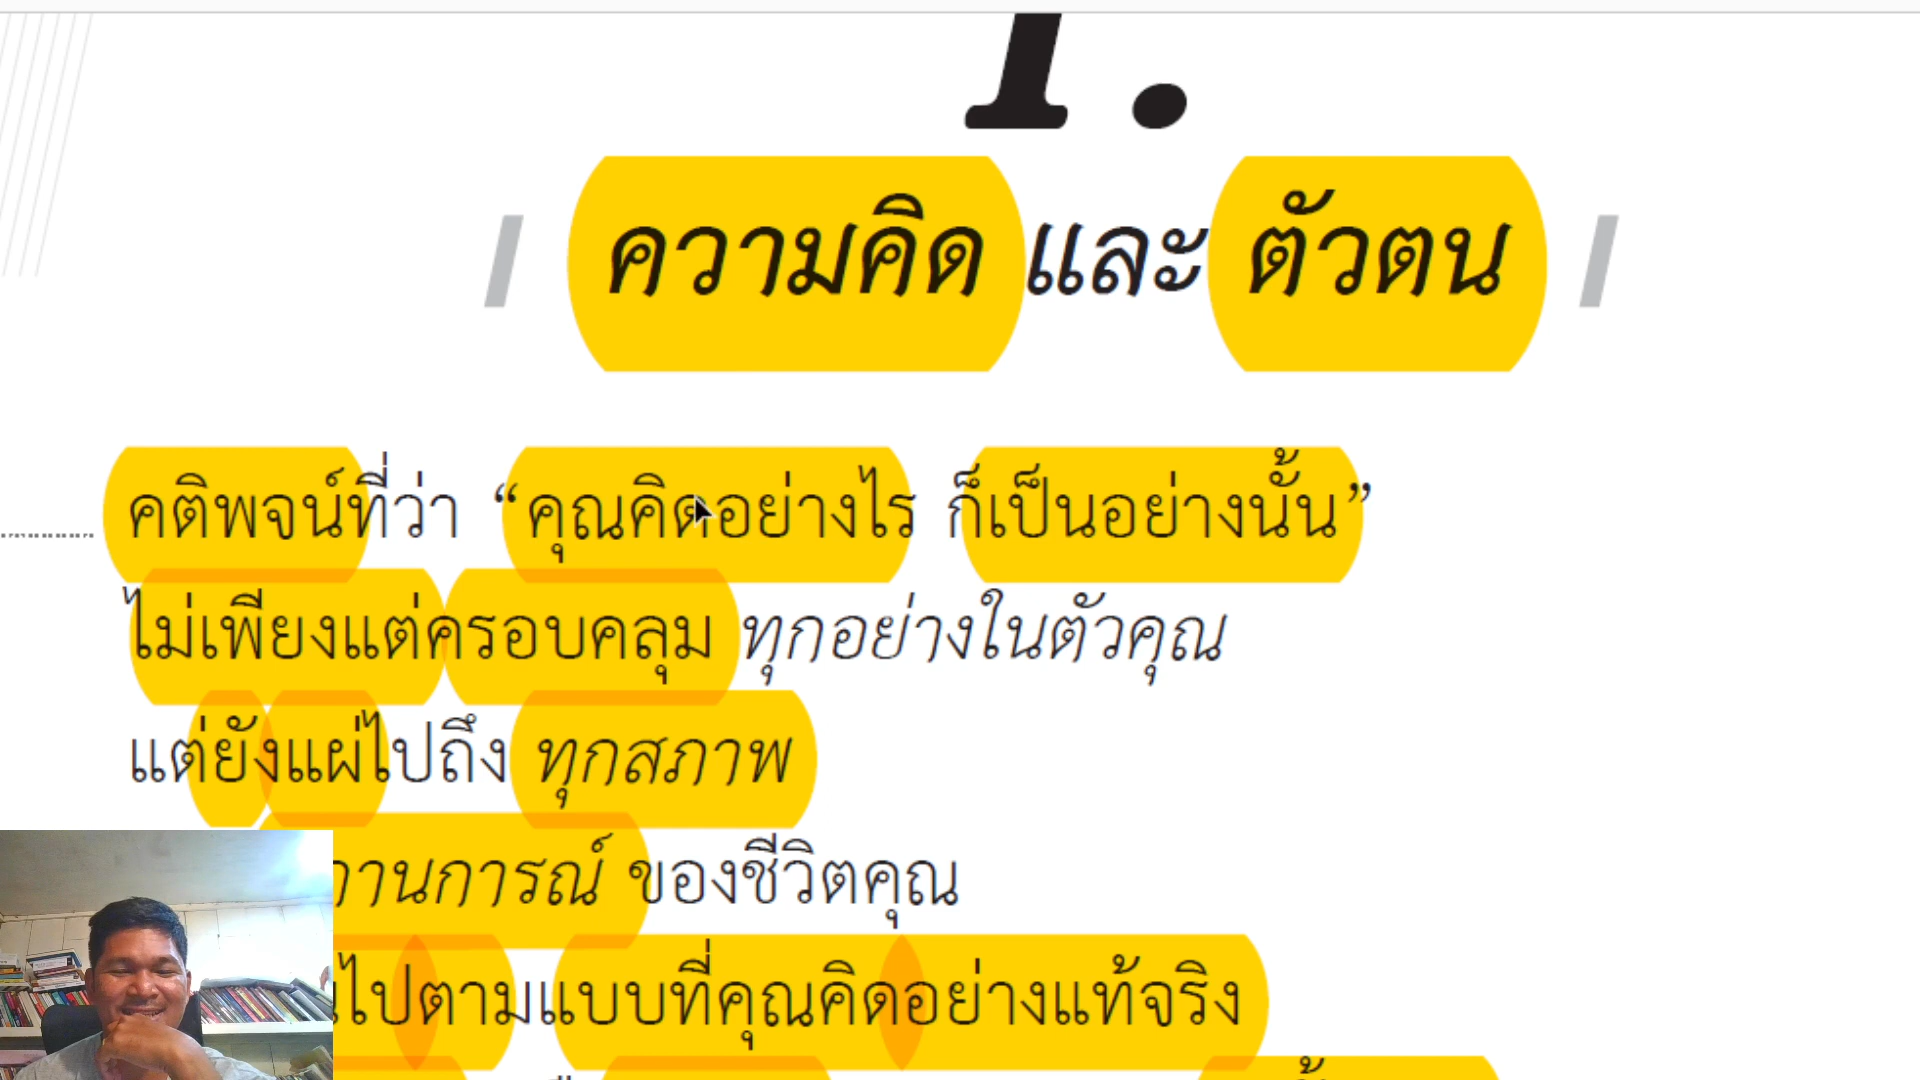 1.
ความคิดและตัวตน
คติพจน์ที่ว่า “คุณคิดอย่างไร ก็เป็นอย่างนั้น”
ไม่เพียงแต่ครอบคลุม ทุกอย่างในตัวคุณ
แต่ยังแผ่ไปถึง ทุกสภาพ
านการณ์ ของชีวิตคุณ
ไปตามแบบที่คุณคิดอย่างแท้จริง